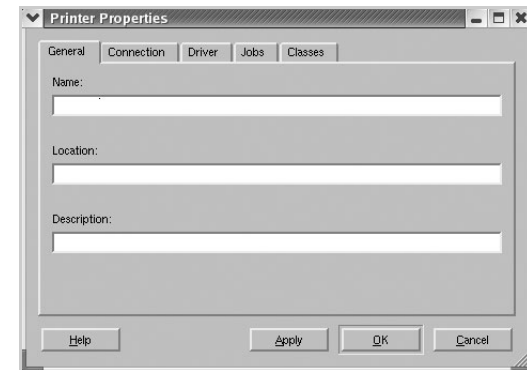 Printer Properties
General Connection Driver Jobs Classes
Name:
Location:
Description:
Help Apply OK Cancel